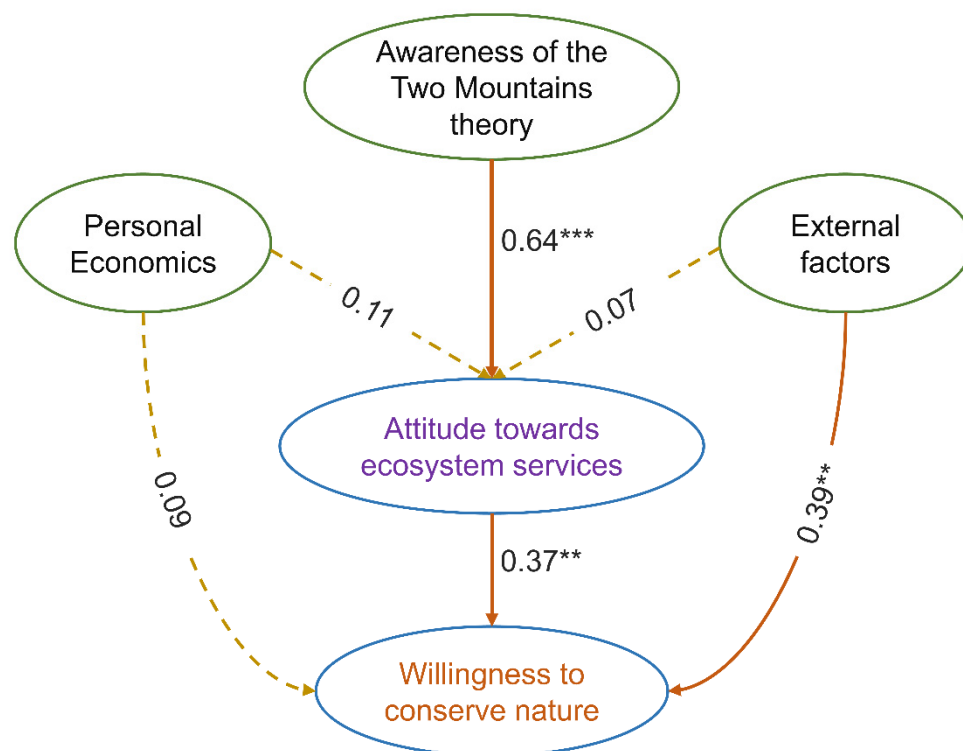 Awareness of the
Two Mountains
theory
Personal
Economics
External
factors
0.64***
0.11
0.07
Attitude towards
ecosystem services
0.09
0.37**
0.39**
Willingness to
conserve nature